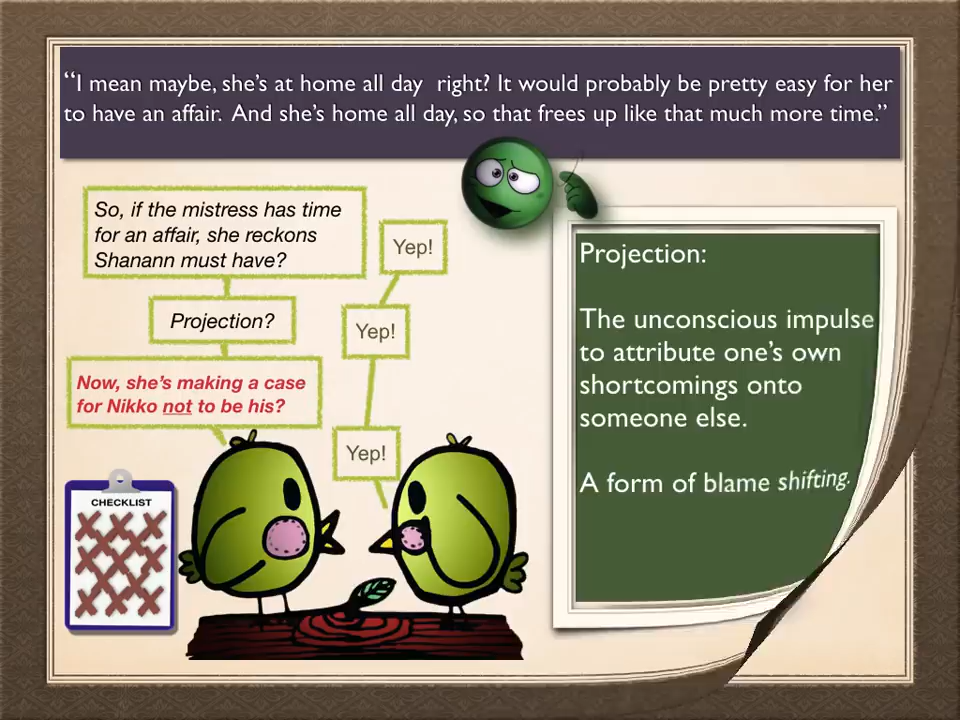 “I mean maybe, she’s at home all day  right? It would probably be pretty easy for her
to have an affair.  And she’s home all day, so that frees up like that much more time.”
So, if the mistress has time
for an affair, she reckons
Shanann must have?
Yep!
Projection?
Yep!
Now, she’s making a case
for Nikko not to be his?
Yep!
CHECKLIST
Projection:
The unconscious impulse
to attribute one’s own
shortcomings onto
someone else.
A form of blame shifting.